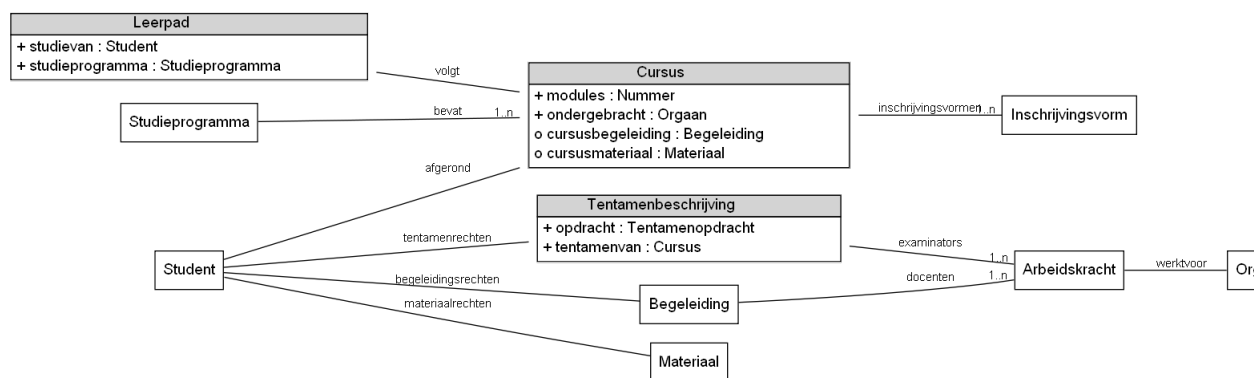 Leerpad
+ studievan : Student
+ studieprogramma : Studieprogramma
volgt
Cursus
+ modules : Nummer
+ ondergebracht : Orgaan
o cursusbegeleiding : Begeleiding
o cursusmateriaal : Materiaal
Studieprogramma
bevat
1..n
inschrijvingsvormen
1..n
Inschrijvingsvorm
afgerond
Tentamenbeschrijving
+ opdracht : Tentamenopdracht
+ tentamenvan : Cursus
tentamenrechten
examinators
1..n
Student
begeleidingsrechten
Begeleiding
docenten
1..n
Arbeidskracht
werktvoor
Org
materiaalrechten
Materiaal